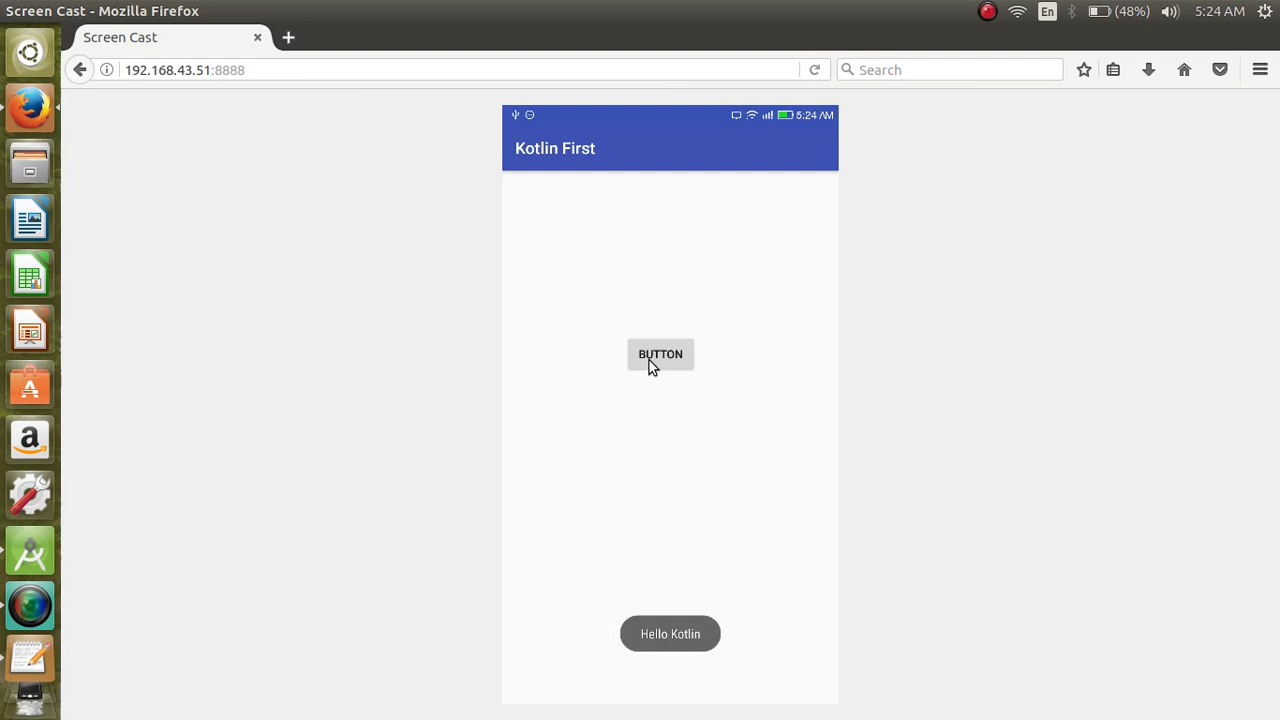 Screen Cast - Mozilla Firefox
En
(48%)
5:24 AM
Screen Cast
192.168.43.51:8888
Search
5:24 AM
Kotlin First
BUTTON
Hello Kotlin